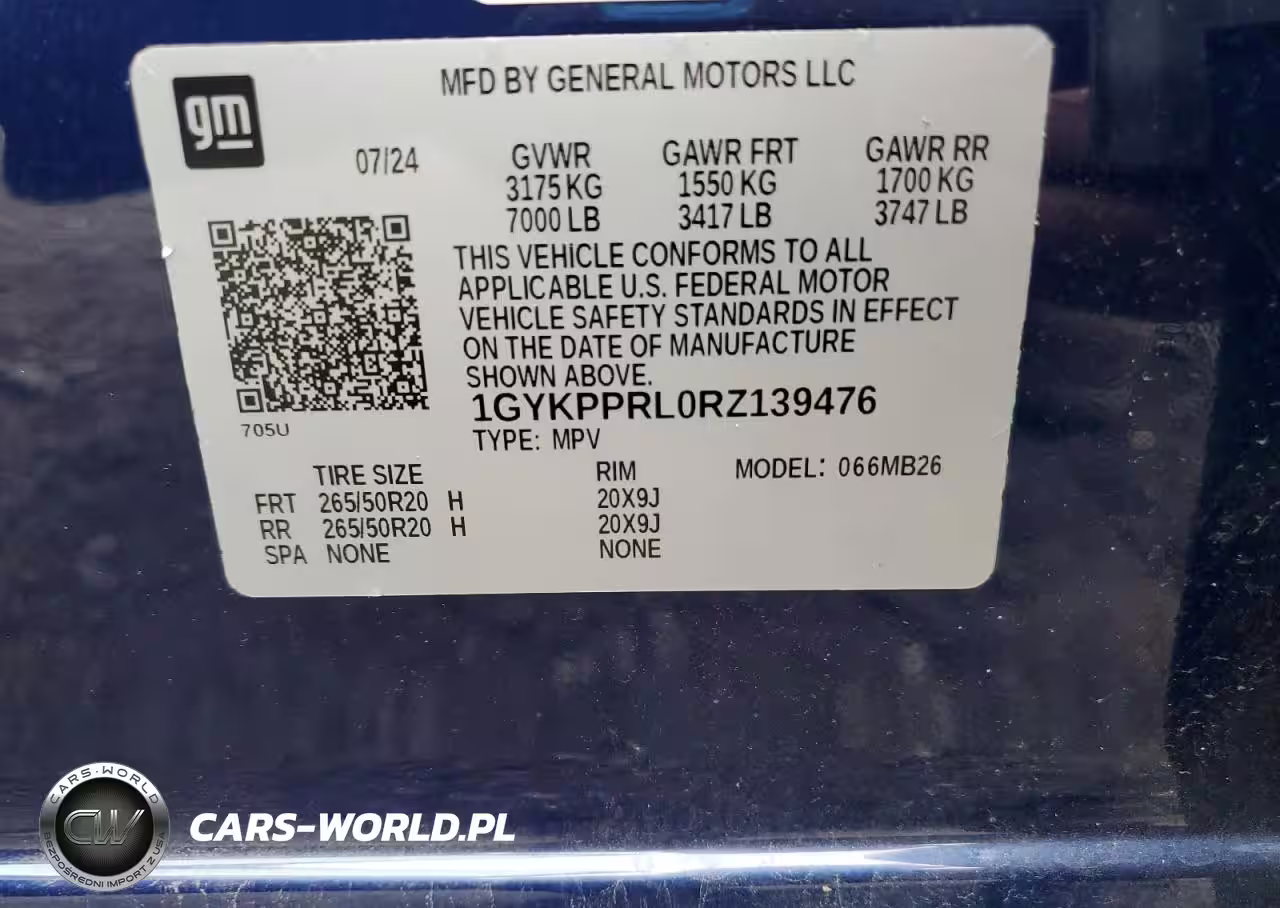 gm
MFD BY GENERAL MOTORS LLC
07/24
GVWR GAWR FRT GAWR RR
3175 KG 1550 KG 1700 KG
7000 LB 3417 LB 3747 LB
THIS VEHICLE CONFORMS TO ALL
APPLICABLE U.S. FEDERAL MOTOR
VEHICLE SAFETY STANDARDS IN EFFECT
ON THE DATE OF MANUFACTURE
SHOWN ABOVE.
1GYKPPRL0RZ139476
705U
TYPE: MPV
TIRE SIZE RIM MODEL: 066MB26
FRT 265/50R20 H 20X9J
RR 265/50R20 H 20X9J
SPA NONE NONE
CARS-WORLD
CW
BEZPOŚREDNI IMPORT Z USA
CARS-WORLD.PL